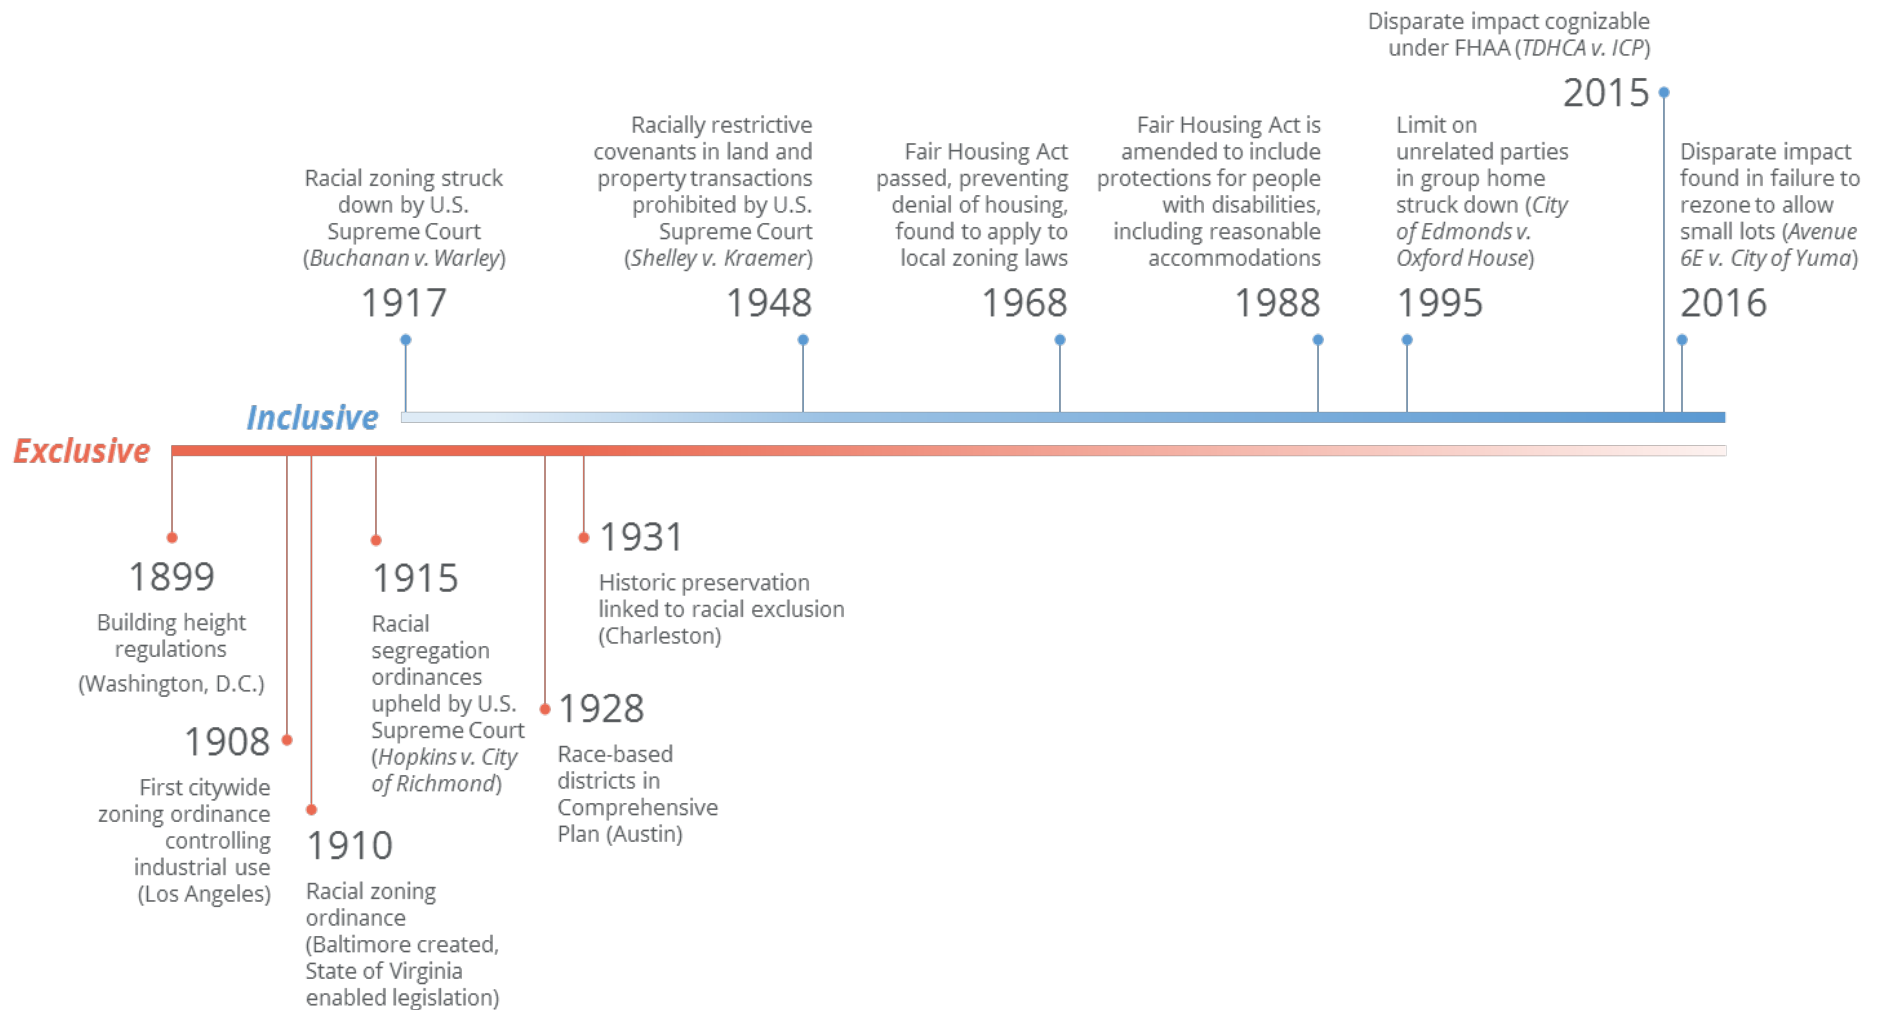 Disparate impact cognizable
under FHAA (TDHCA v. ICP)
2015
Racial zoning struck
down by U.S.
Supreme Court
(Buchanan v. Warley)
1917
Racially restrictive
covenants in land and
property transactions
prohibited by U.S.
Supreme Court
(Shelley v. Kraemer)
1948
Fair Housing Act
passed, preventing
denial of housing,
found to apply to
local zoning laws
1968
Fair Housing Act is
amended to include
protections for people
with disabilities,
including reasonable
accommodations
1988
Limit on
unrelated parties
in group home
struck down (City
of Edmonds v.
Oxford House)
1995
Disparate impact
found in failure to
rezone to allow
small lots (Avenue
6E v. City of Yuma)
2016
Inclusive
Exclusive
1899
Building height
regulations
(Washington, D.C.)
1908
First citywide
zoning ordinance
controlling
industrial use
(Los Angeles)
1910
Racial zoning
ordinance
(Baltimore created,
State of Virginia
enabled legislation)
1915
Racial
segregation
ordinances
upheld by U.S.
Supreme Court
(Hopkins v. City
of Richmond)
1928
Race-based
districts in
Comprehensive
Plan (Austin)
1931
Historic preservation
linked to racial exclusion
(Charleston)